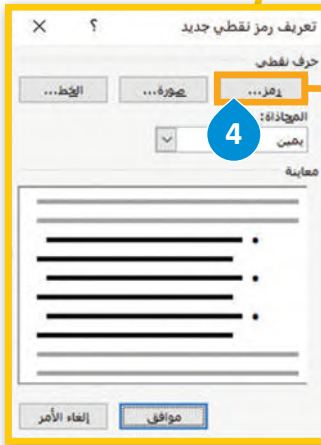 تعريف رمز نقطي جديد ؟ ×
حرف نقطي
رمز... صورة... الخط...
4
المحاذاة:
يمين
معاينة
موافق إلغاء الأمر